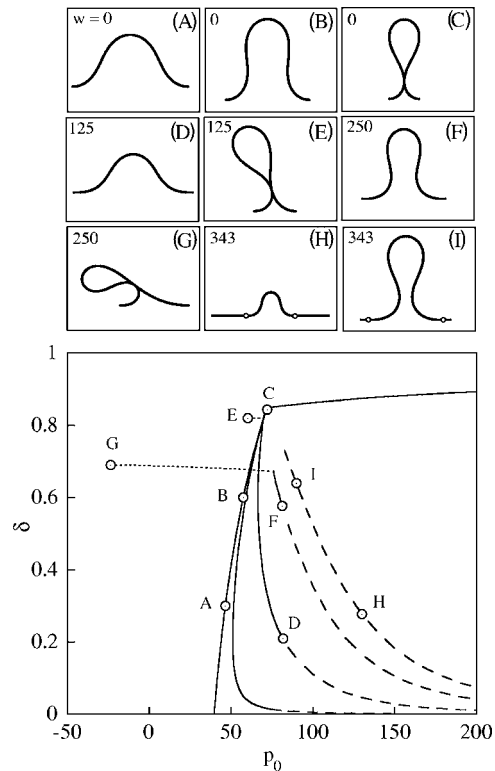 w = 0 (A)
0 (B)
0 (C)
125 (D)
125 (E)
250 (F)
250 (G)
343 (H)
343 (I)
1
C
E
0.8
G
I
0.6
B
F
δ
0.4
A
H
D
0.2
0
-50 0 50 100 150 200
p0